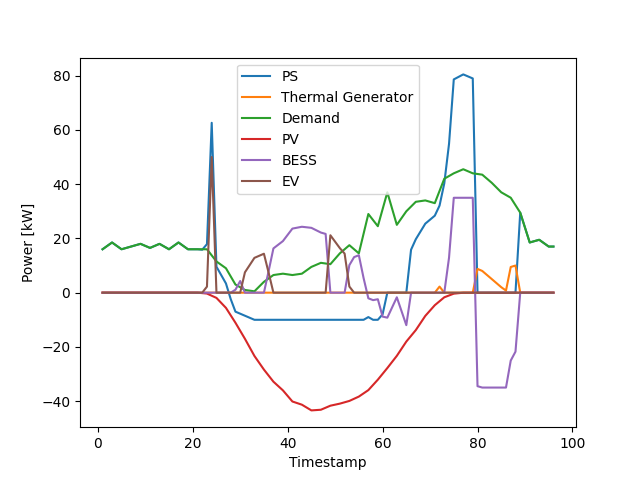 PS
Thermal Generator
Demand
PV
BESS
EV
Power [kW]
80
60
40
20
0
−20
−40
0 20 40 60 80 100
Timestamp